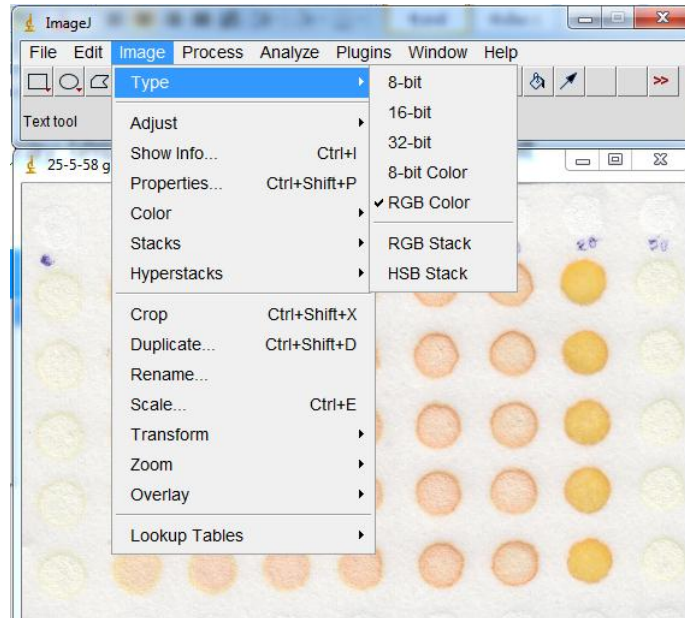 ImageJ
File Edit Image Process Analyze Plugins Window Help
>>
Text tool
25-5-58 g
Type
Adjust
Show Info... Ctrl+I
Properties... Ctrl+Shift+P
Color
Stacks
Hyperstacks
Crop Ctrl+Shift+X
Duplicate... Ctrl+Shift+D
Rename...
Scale... Ctrl+E
Transform
Zoom
Overlay
Lookup Tables
8-bit
16-bit
32-bit
8-bit Color
RGB Color
RGB Stack
HSB Stack